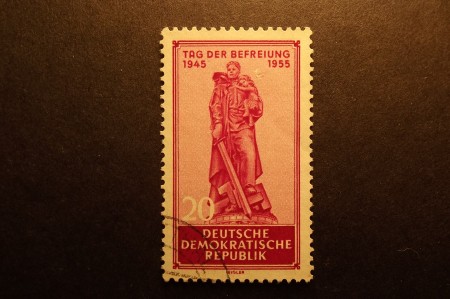 TAG DER BEFREIUNG
1945 1955
20
DEUTSCHE
DEMOKRATISCHE
REPUBLIK